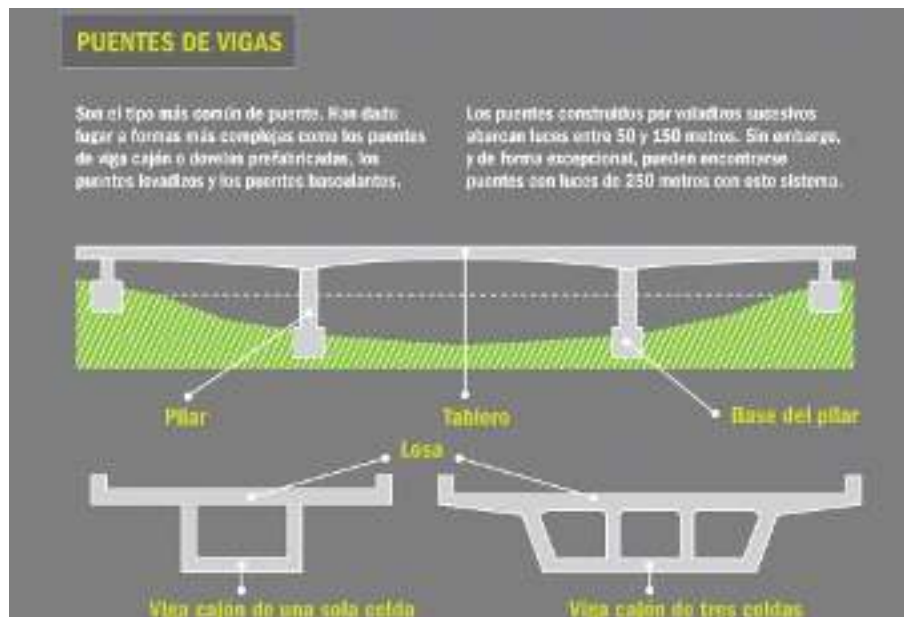 PUENTES DE VIGAS
Son el tipo más común de puente. Han dado
lugar a formas más complejas como los puentes
de viga cajón o dovelas prefabricadas, los
puentes levadizos y los puentes basculantes.
Los puentes construidos por voladizos sucesivos
abarcan luces entre 50 y 150 metros. Sin embargo,
y de forma excepcional, pueden encontrarse
puentes con luces de 250 metros con este sistema.
Pilar
Tablero
Base del pilar
Losa
Viga cajón de una sola celda
Viga cajón de tres celdas